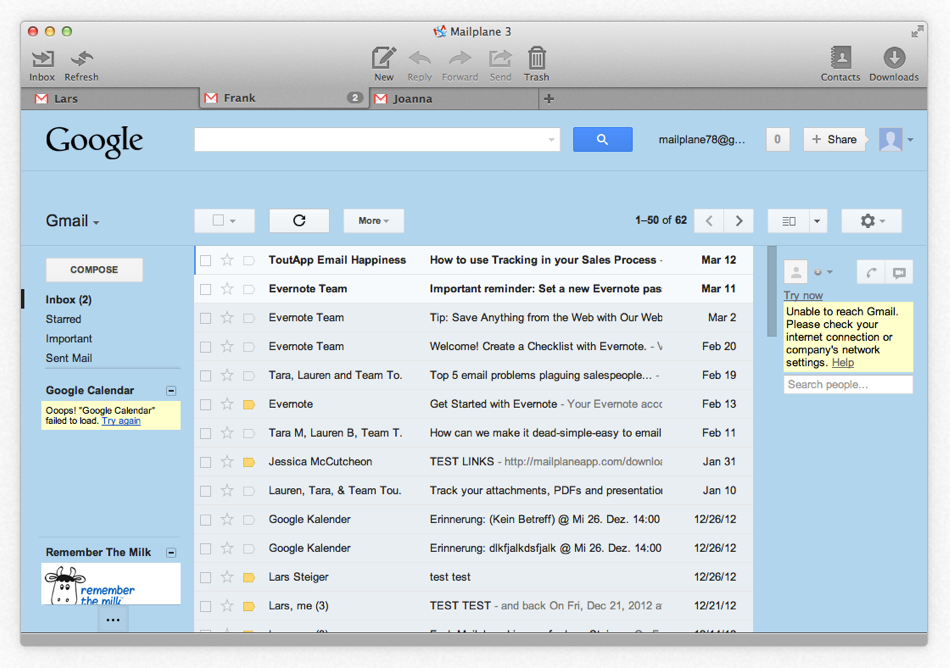 Mailplane 3
Inbox Refresh New Reply Forward Send Trash Contacts Downloads
Lars Frank 2 Joanna +
Google mailplane78@g... 0 + Share
Gmail More 1–50 of 62
COMPOSE
Inbox (2)
Starred
Important
Sent Mail
Google Calendar
Ooops! "Google Calendar"
failed to load. Try again
Remember The Milk
remember
the milk
...
ToutApp Email Happiness How to use Tracking in your Sales Process - Mar 12
Evernote Team Important reminder: Set a new Evernote pas Mar 11
Evernote Team Tip: Save Anything from the Web with Our Web Mar 2
Evernote Team Welcome! Create a Checklist with Evernote. - Feb 20
Tara, Lauren and Team To. Top 5 email problems plaguing salespeople... - Feb 19
Evernote Get Started with Evernote - Your Evernote acco Feb 13
Tara M, Lauren B, Team T. How can we make it dead-simple-easy to email Feb 11
Jessica McCutcheon TEST LINKS - http://mailplaneapp.com/downloa Jan 31
Lauren, Tara, & Team Tou. Track your attachments, PDFs and presentation Jan 10
Google Kalender Erinnerung: (Kein Betreff) @ Mi 26. Dez. 14:00 12/26/12
Google Kalender Erinnerung: dlkfjalkdsfjalk @ Mi 26. Dez. 14:00 12/26/12
Lars Steiger test test 12/26/12
Lars, me (3) TEST TEST - and back On Fri, Dec 21, 2012 a 12/21/12
Try now
Unable to reach Gmail.
Please check your
internet connection or
company's network
settings. Help
Search people...